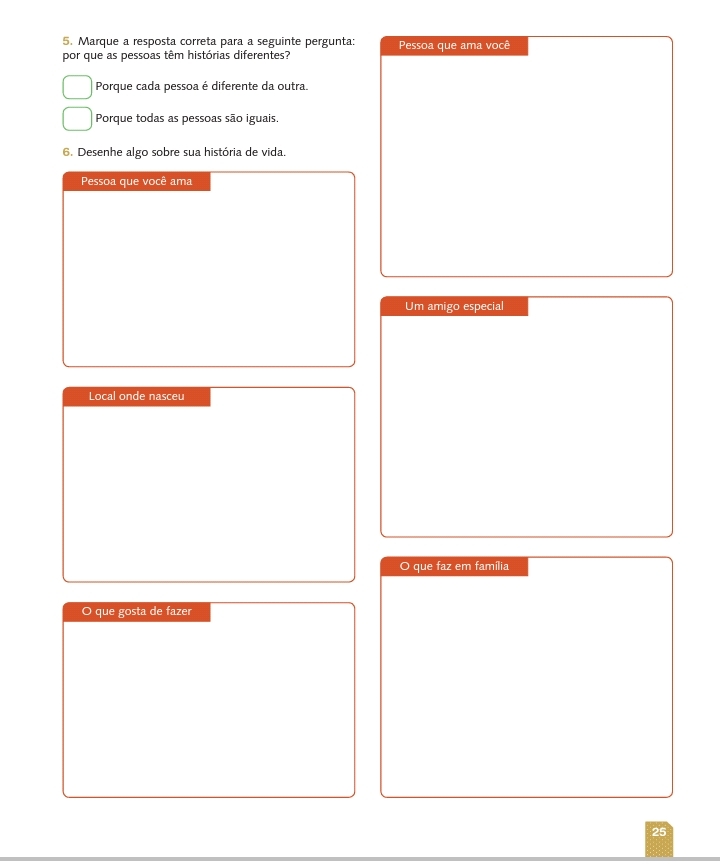 5. Marque a resposta correta para a seguinte pergunta:
por que as pessoas têm histórias diferentes?
Porque cada pessoa é diferente da outra.
Porque todas as pessoas são iguais.
6. Desenhe algo sobre sua história de vida.
Pessoa que você ama
Local onde nasceu
O que gosta de fazer
Pessoa que ama você
Um amigo especial
O que faz em família
25